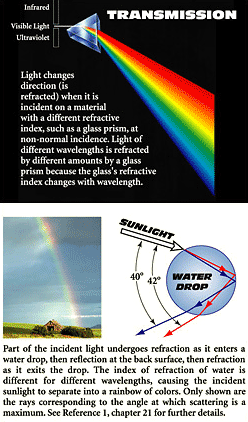 Infrared
TRANSMISSION
Visible Light
Ultraviolet
Light changes
direction (is
refracted) when it is
incident on a material
with a different refractive
index, such as a glass prism, at
non-normal incidence. Light of
different wavelengths is refracted
by different amounts by a glass
prism because the glass's refractive
index changes with wavelength.
SUNLIGHT
40°
42°
WATER
DROP
Part of the incident light undergoes refraction as it enters a
water drop, then reflection at the back surface, then refraction
as it exits the drop. The index of refraction of water is
different for different wavelengths, causing the incident
sunlight to separate into a rainbow of colors. Only shown are
the rays corresponding to the angle at which scattering is a
maximum. See Reference 1, chapter 21 for further details.